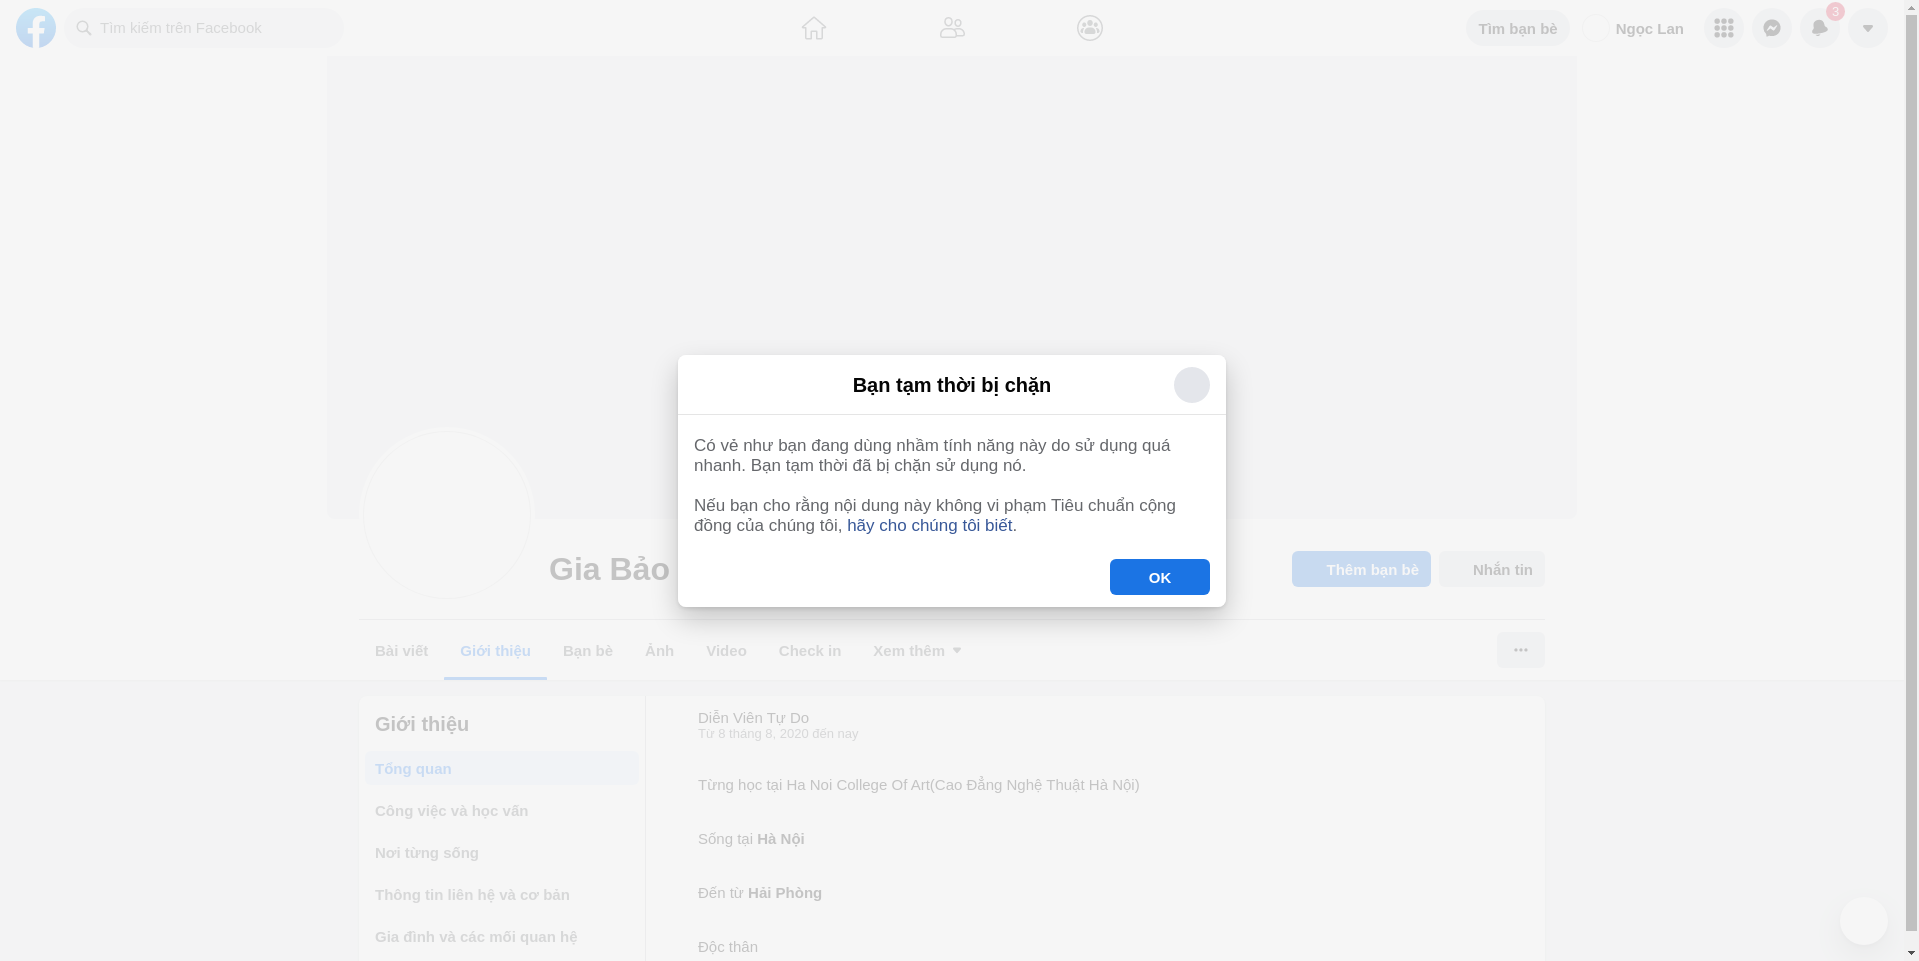 Tìm kiếm trên Facebook
Tìm bạn bè
Ngọc Lan
3
Bạn tạm thời bị chặn
Có vẻ như bạn đang dùng nhầm tính năng này do sử dụng quá
nhanh. Bạn tạm thời đã bị chặn sử dụng nó.
Nếu bạn cho rằng nội dung này không vi phạm Tiêu chuẩn cộng
đồng của chúng tôi, hãy cho chúng tôi biết.
OK
Gia Bảo
Thêm bạn bè
Nhắn tin
Bài viết
Giới thiệu
Bạn bè
Ảnh
Video
Check in
Xem thêm
Giới thiệu
Tổng quan
Công việc và học vấn
Nơi từng sống
Thông tin liên hệ và cơ bản
Gia đình và các mối quan hệ
Diễn Viên Tự Do
Từ 8 tháng 8, 2020 đến nay
Từng học tại Ha Noi College Of Art(Cao Đẳng Nghệ Thuật Hà Nội)
Sống tại Hà Nội
Đến từ Hải Phòng
Độc thân